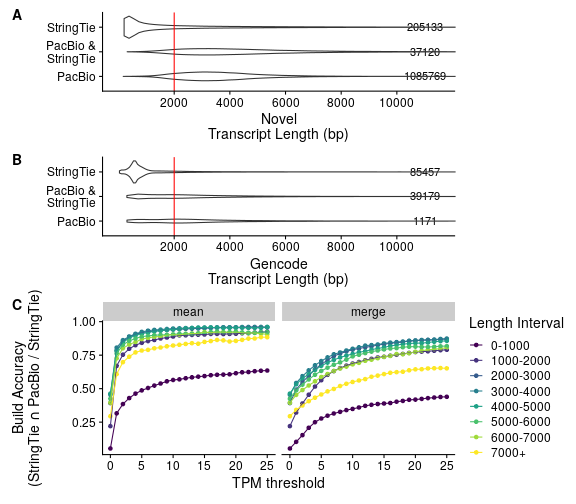 A
StringTie
205133
PacBio &
StringTie
37120
PacBio
1085769
2000 4000 6000 8000 10000
Novel
Transcript Length (bp)
B
StringTie
85457
PacBio &
StringTie
39179
PacBio
1171
2000 4000 6000 8000 10000
Gencode
Transcript Length (bp)
C
mean merge
Build Accuracy
(StringTie ∩ PacBio / StringTie)
1.00
0.75
0.50
0.25
0 5 10 15 20 25 0 5 10 15 20 25
TPM threshold
Length Interval
0-1000
1000-2000
2000-3000
3000-4000
4000-5000
5000-6000
6000-7000
7000+